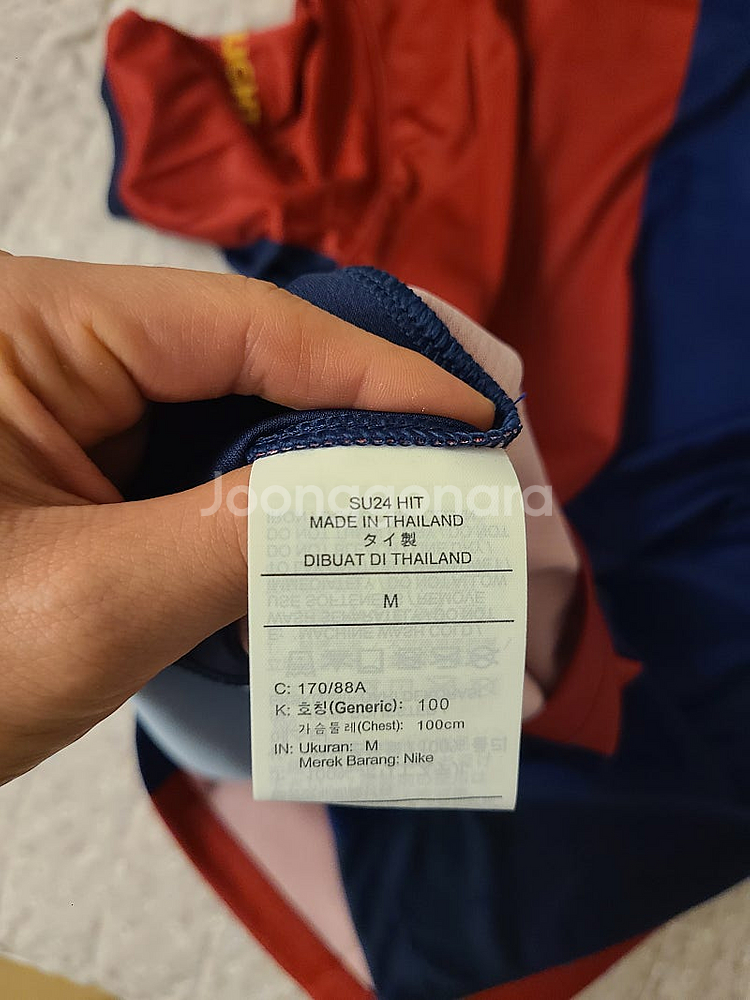 Joonggonara
SU24 HIT
MADE IN THAILAND
タイ製
DIBUAT DI THAILAND
M
C: 170/88A
K: 호칭(Generic): 100
가슴둘레(Chest): 100cm
IN: Ukuran: M
Merek Barang: Nike